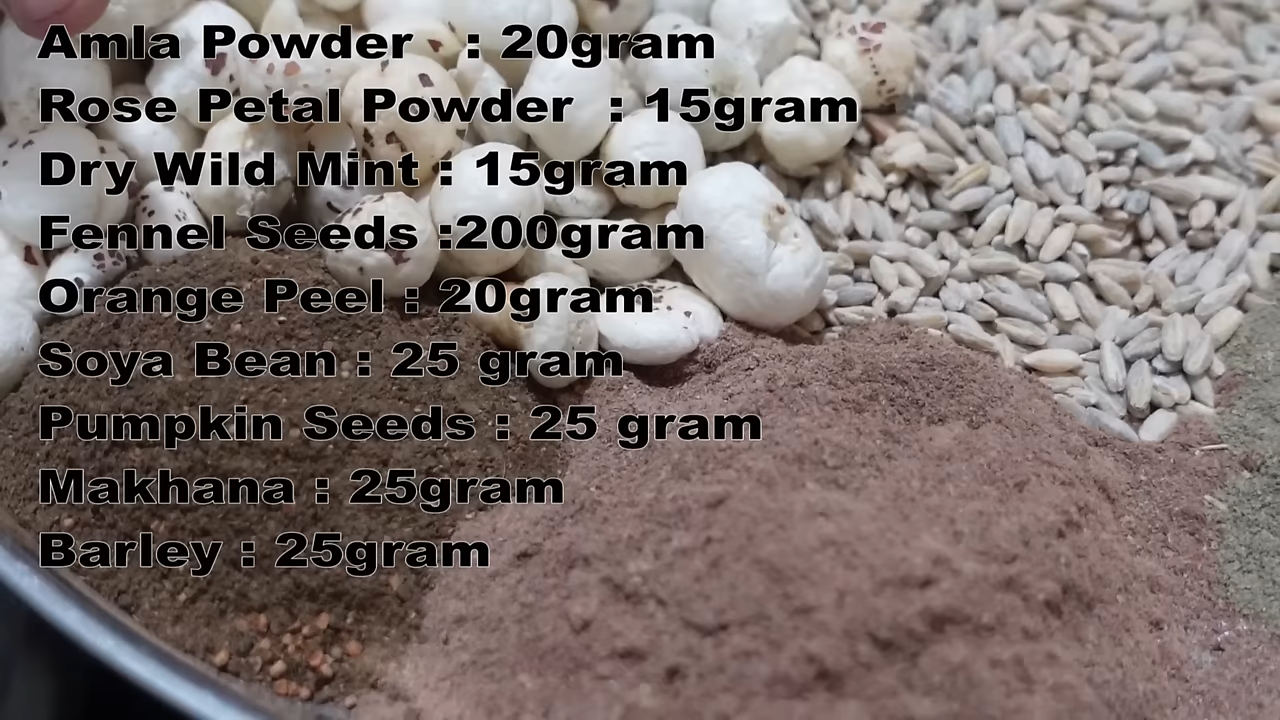 Amla Powder : 20gram
Rose Petal Powder : 15gram
Dry Wild Mint : 15gram
Fennel Seeds :200gram
Orange Peel : 20gram
Soya Bean : 25 gram
Pumpkin Seeds : 25 gram
Makhana : 25gram
Barley : 25gram